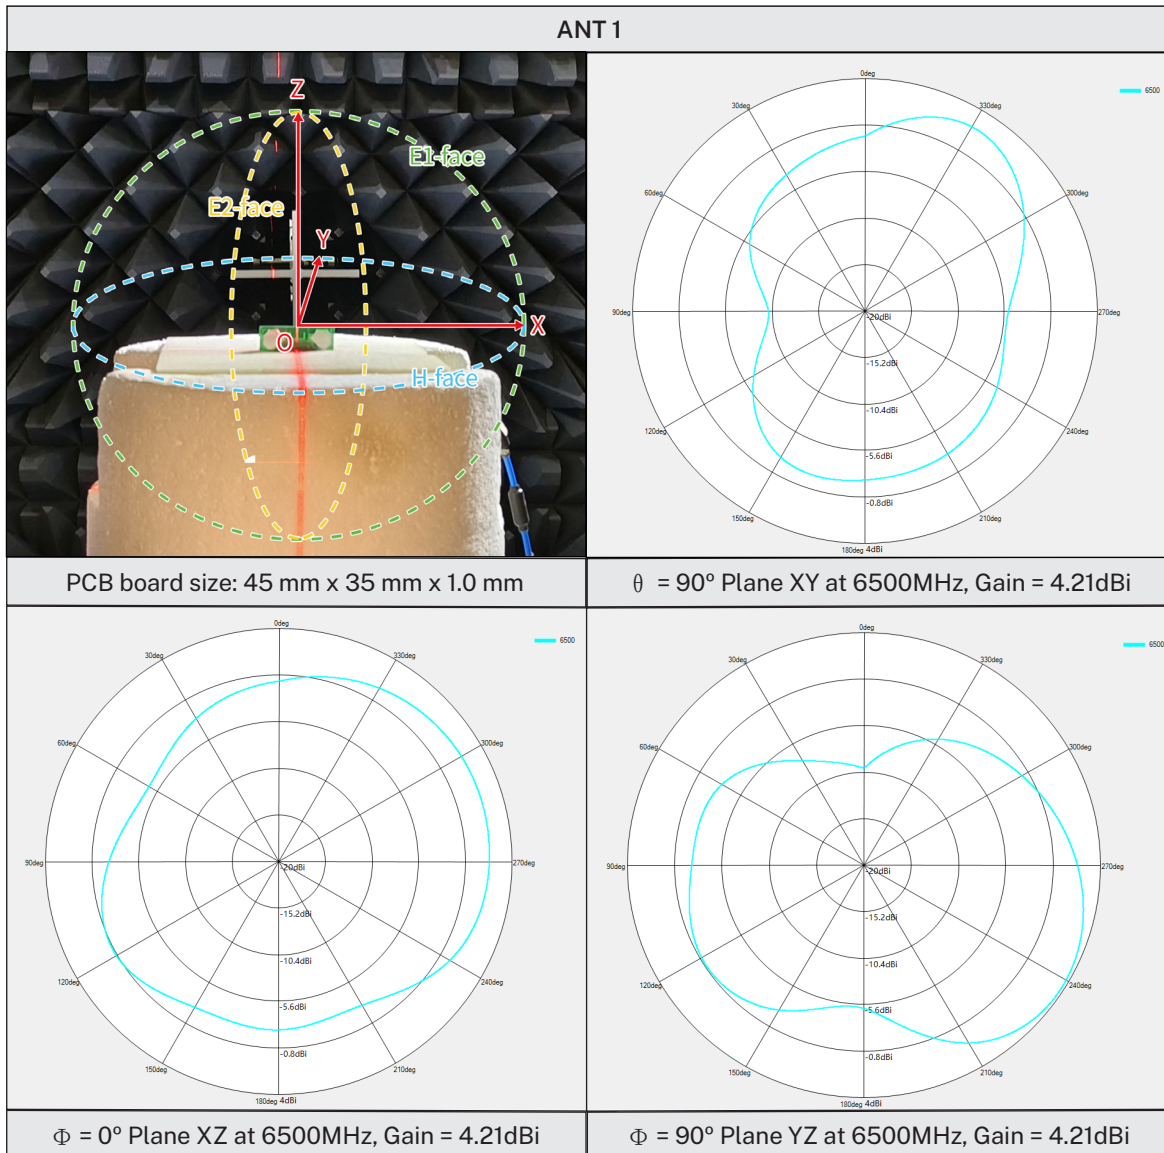 ANT 1
Z
E1-face
E2-face
Y
X
O
H-face
0deg
6500
30deg
330deg
60deg
300deg
90deg
-20dBi
270deg
-15.2dBi
-10.4dBi
120deg
240deg
-5.6dBi
-0.8dBi
150deg
210deg
180deg 4dBi
PCB board size: 45 mm x 35 mm x 1.0 mm
θ = 90º Plane XY at 6500MHz, Gain = 4.21dBi
0deg
6500
30deg
330deg
60deg
300deg
90deg
-20dBi
270deg
-15.2dBi
-10.4dBi
120deg
240deg
-5.6dBi
-0.8dBi
150deg
210deg
180deg 4dBi
0deg
6500
30deg
330deg
60deg
300deg
90deg
-20dBi
270deg
-15.2dBi
-10.4dBi
120deg
240deg
-5.6dBi
-0.8dBi
150deg
210deg
180deg 4dBi
Φ = 0º Plane XZ at 6500MHz, Gain = 4.21dBi
Φ = 90º Plane YZ at 6500MHz, Gain = 4.21dBi